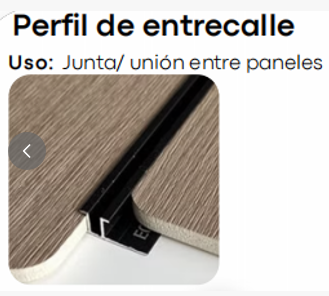 Perfil de entrecalle
Uso: Junta/ unión entre paneles